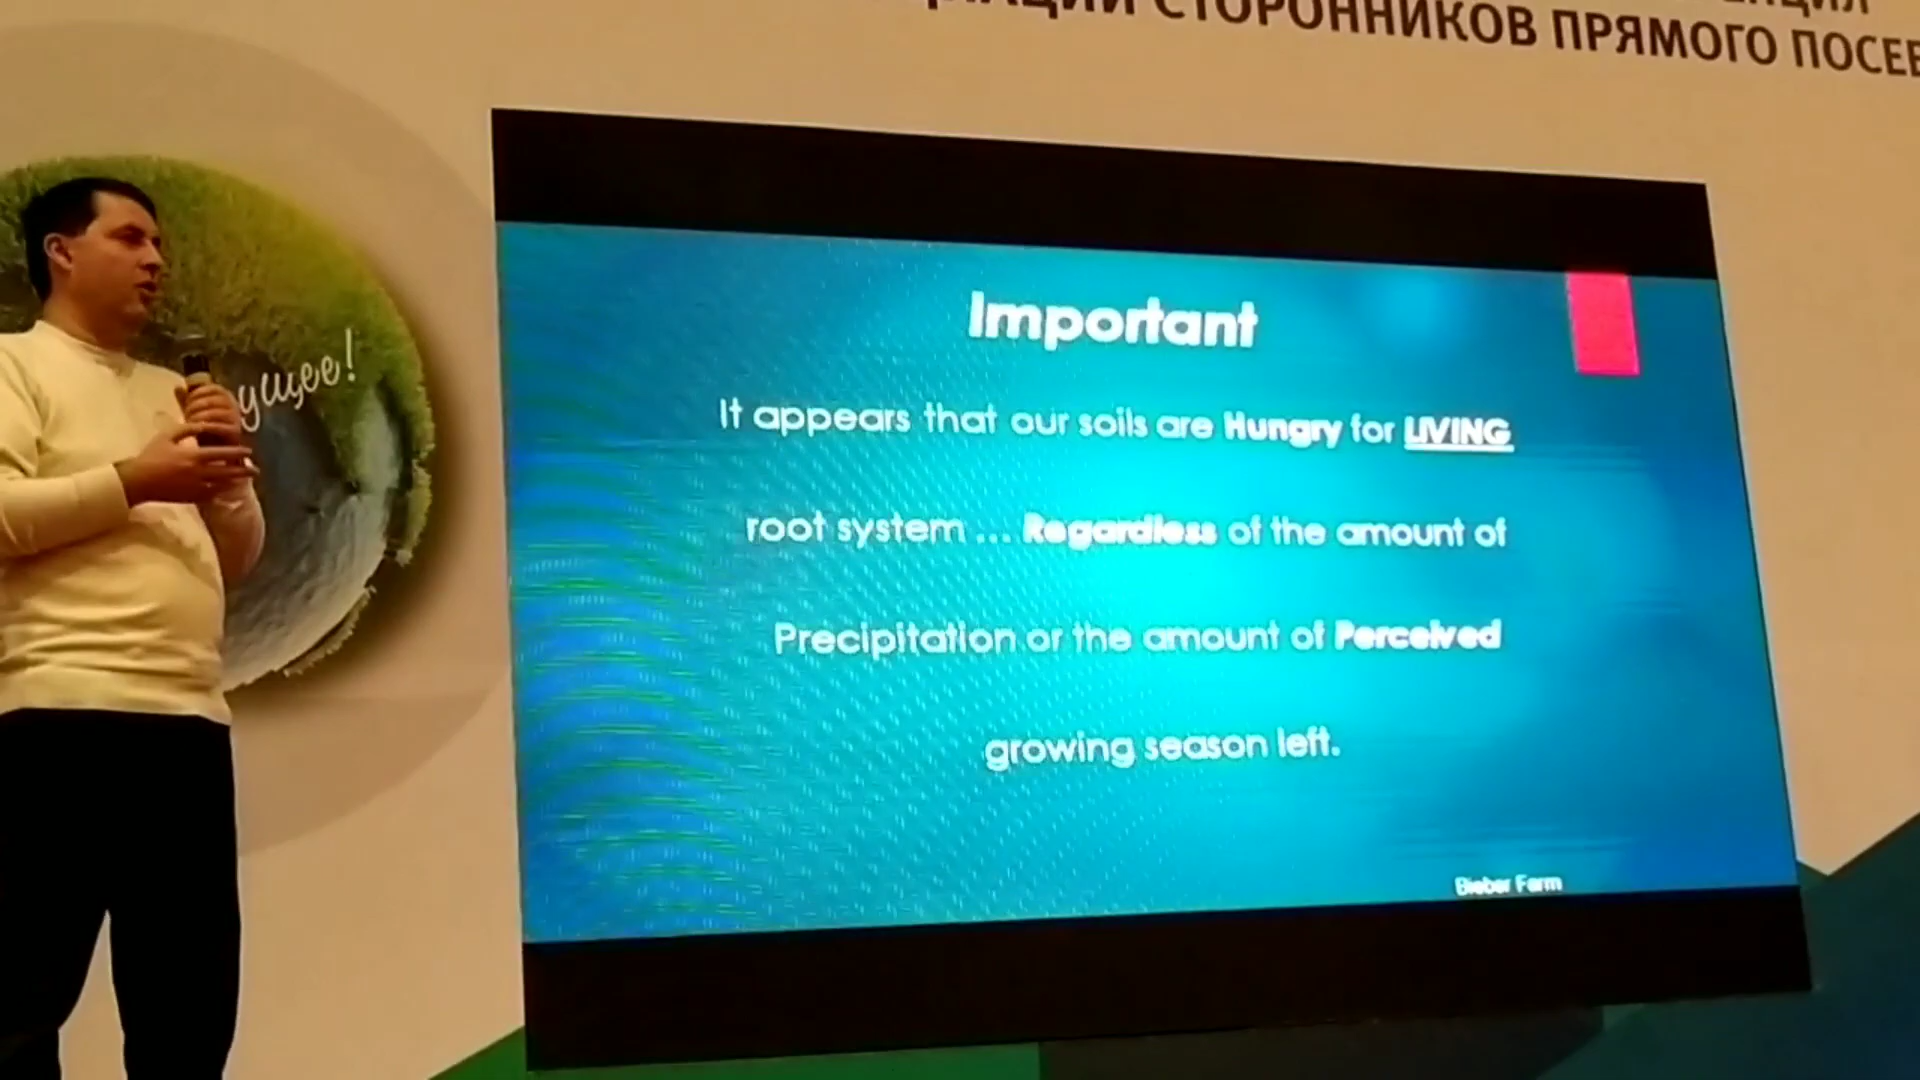 СТОРОННИКОВ ПРЯМОГО
Important
It appears that our soils are Hungry for LIVING
root system ... Regardless of the amount of
Precipitation or the amount of Perceived
growing season left.
Bieber Farm